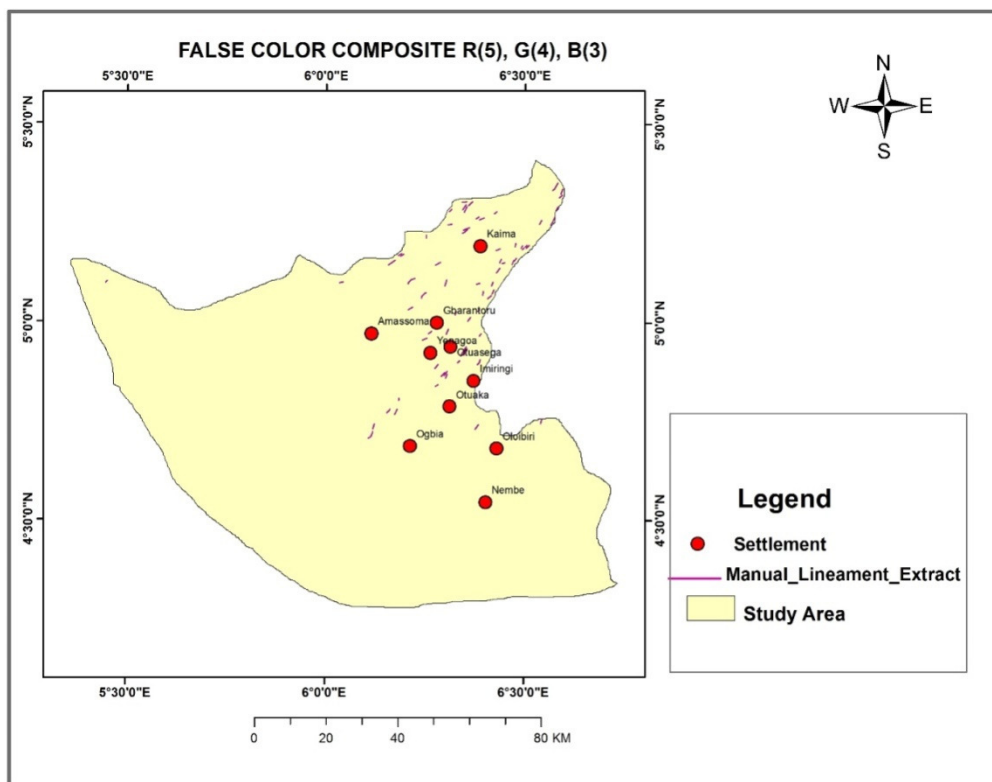 FALSE COLOR COMPOSITE R(5), G(4), B(3)
5°30'0"E 6°0'0"E 6°30'0"E
N
W E
S
5°30'0"N 5°30'0"N
Kaima
Gbarantoru
Amassoma
Yenagoa
Otuasega
5°0'0"N 5°0'0"N
Imiringi
Otuaka
Ogbia
Oloibiri
Nembe
4°30'0"N 4°30'0"N
Legend
Settlement
Manual_Lineament_Extract
Study Area
5°30'0"E 6°0'0"E 6°30'0"E
0 20 40 80 KM